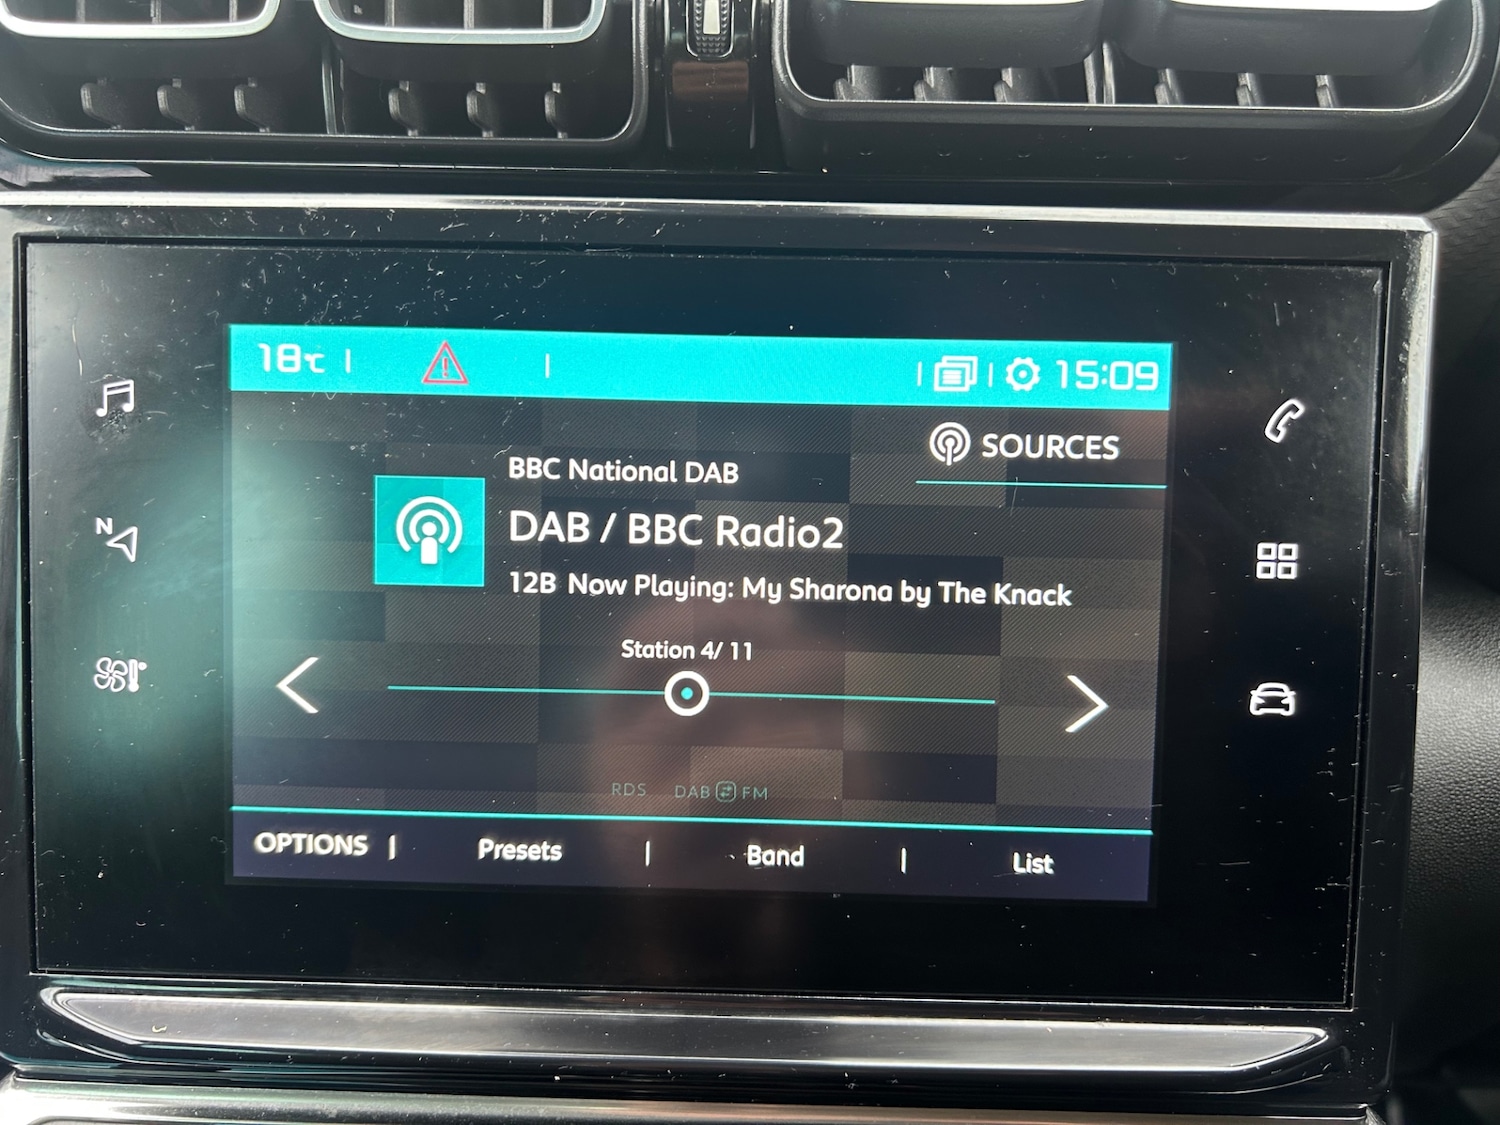 18℃ 15:09
SOURCES
BBC National DAB
DAB / BBC Radio2
12B Now Playing: My Sharona by The Knack
Station 4/ 11
N
RDS DAB FM
OPTIONS Presets Band List